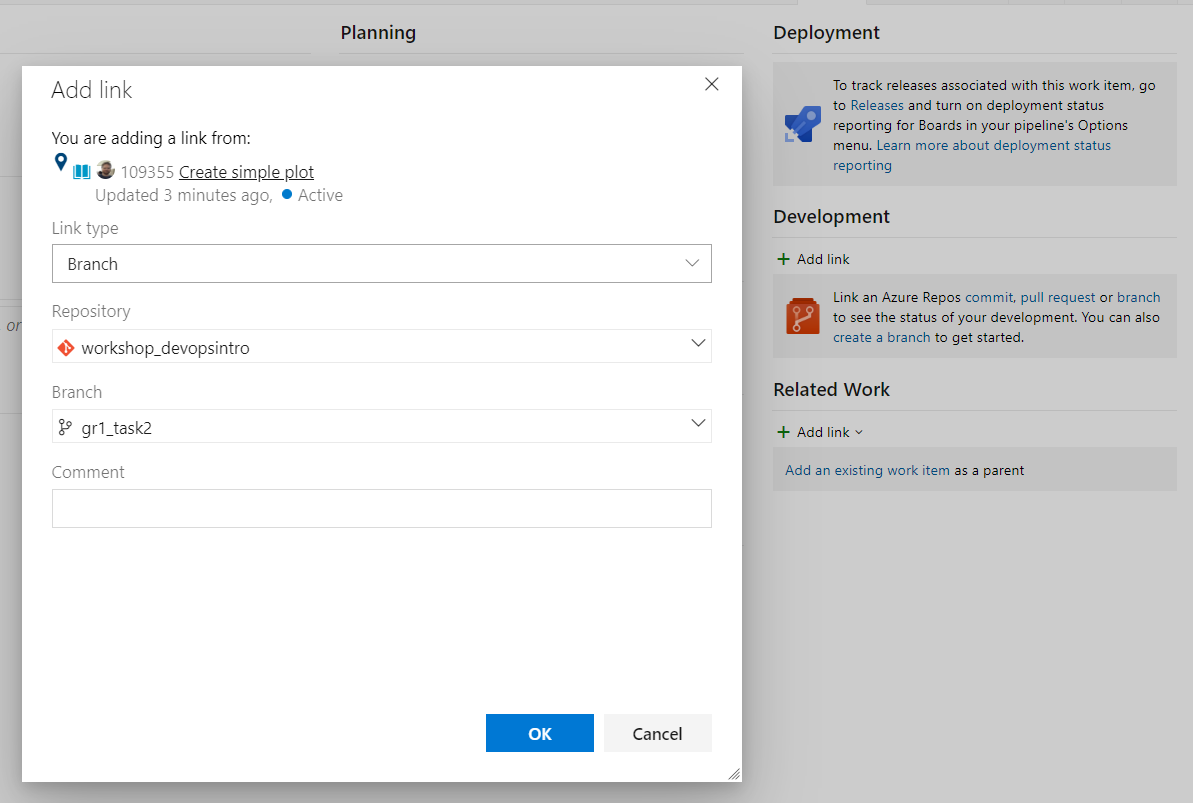 Planning
Add link
You are adding a link from:
109355 Create simple plot
Updated 3 minutes ago, Active
Link type
Branch
Repository
workshop_devopsintro
Branch
gr1_task2
Comment
OK Cancel
or
Deployment
To track releases associated with this work item, go
to Releases and turn on deployment status
reporting for Boards in your pipeline's Options
menu. Learn more about deployment status
reporting
Development
+ Add link
Link an Azure Repos commit, pull request or branch
to see the status of your development. You can also
create a branch to get started.
Related Work
+ Add link
Add an existing work item as a parent